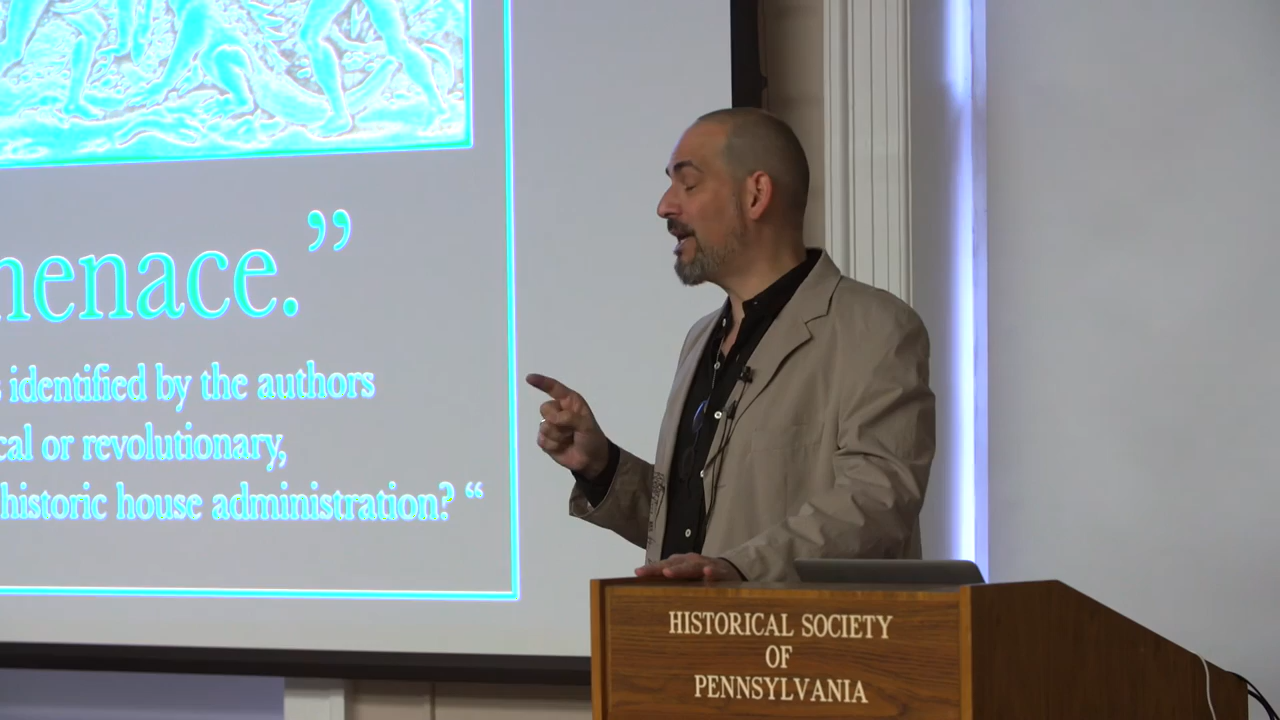 menace.”
identified by the authors
cal or revolutionary,
historic house administration? “
HISTORICAL SOCIETY
OF
PENNSYLVANIA